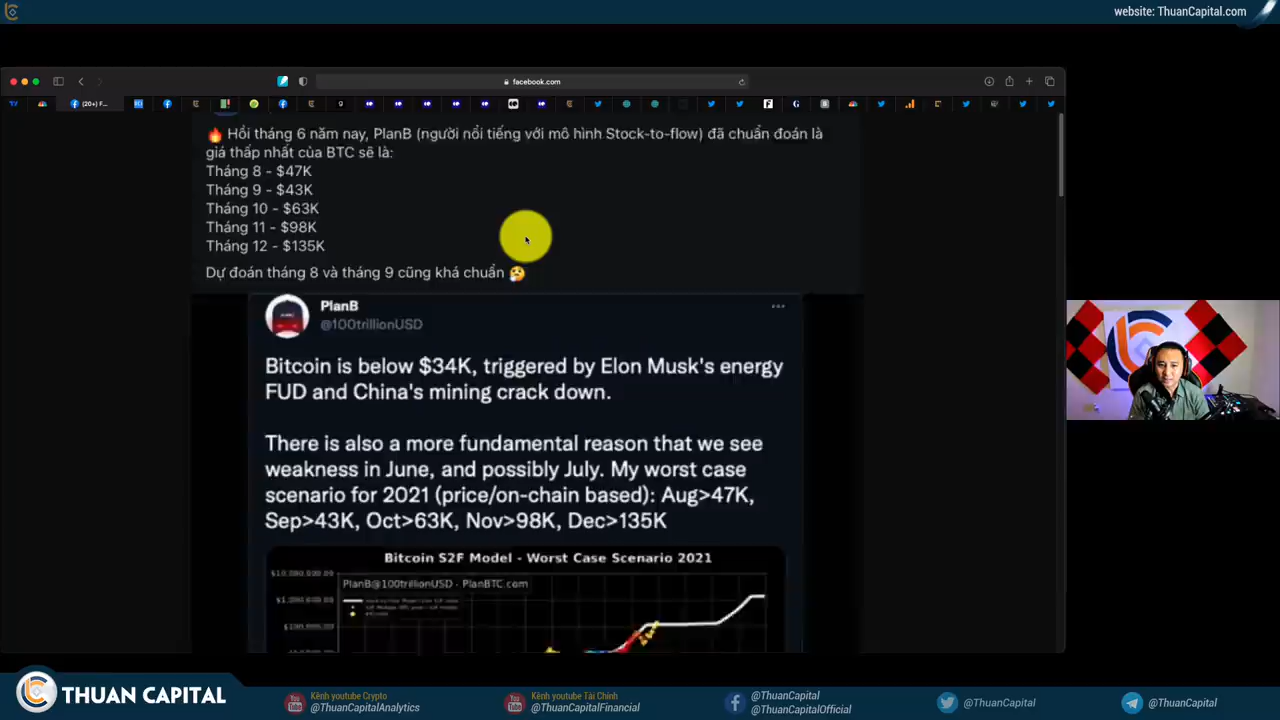 website: ThuanCapital.com
facebook.com
(20+) F...
🔥 Hồi tháng 6 năm nay, PlanB (người nổi tiếng với mô hình Stock-to-flow) đã chuẩn đoán là
giá thấp nhất của BTC sẽ là:
Tháng 8 - $47K
Tháng 9 - $43K
Tháng 10 - $63K
Tháng 11 - $98K
Tháng 12 - $135K
Dự đoán tháng 8 và tháng 9 cũng khá chuẩn 🤔
PlanB
@100trillionUSD
Bitcoin is below $34K, triggered by Elon Musk's energy
FUD and China's mining crack down.
There is also a more fundamental reason that we see
weakness in June, and possibly July. My worst case
scenario for 2021 (price/on-chain based): Aug>47K,
Sep>43K, Oct>63K, Nov>98K, Dec>135K
Bitcoin S2F Model - Worst Case Scenario 2021
PlanB@100trillionUSD - PlanBTC.com
THUAN CAPITAL
Kênh youtube Crypto
@ThuanCapitalAnalytics
Kênh youtube Tài Chính
@ThuanCapitalFinancial
@ThuanCapital
@ThuanCapitalOfficial
@ThuanCapital
@ThuanCapital